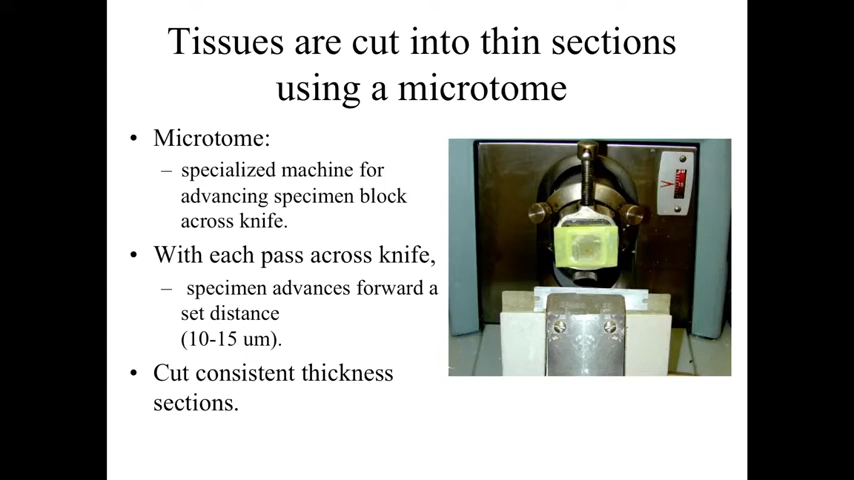 Tissues are cut into thin sections
using a microtome
• Microtome:
– specialized machine for
advancing specimen block
across knife.
• With each pass across knife,
– specimen advances forward a
set distance
(10-15 um).
• Cut consistent thickness
sections.